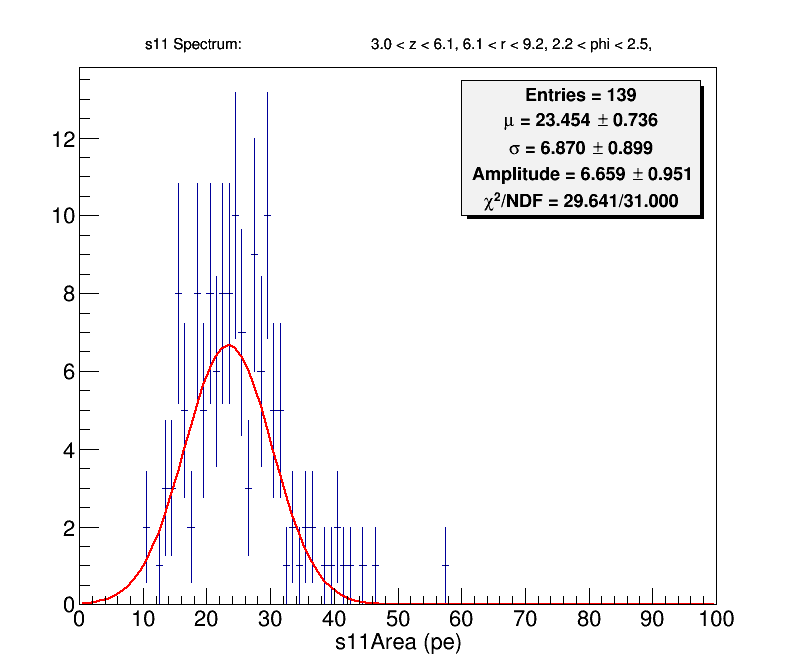 s11 Spectrum: 3.0 < z < 6.1, 6.1 < r < 9.2, 2.2 < phi < 2.5,
Entries = 139
μ = 23.454 ± 0.736
σ = 6.870 ± 0.899
Amplitude = 6.659 ± 0.951
χ²/NDF = 29.641/31.000
12
10
8
6
4
2
0
0 10 20 30 40 50 60 70 80 90 100
s11Area (pe)